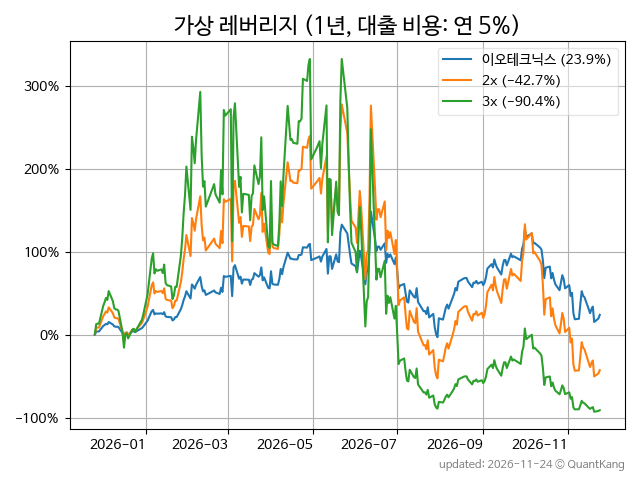 가상 레버리지 (1년, 대출 비용: 연 5%)
이오테크닉스 (23.9%)
2x (−42.7%)
3x (−90.4%)
300%
200%
100%
0%
−100%
2026-01 2026-03 2026-05 2026-07 2026-09 2026-11
updated: 2026-11-24 © QuantKang